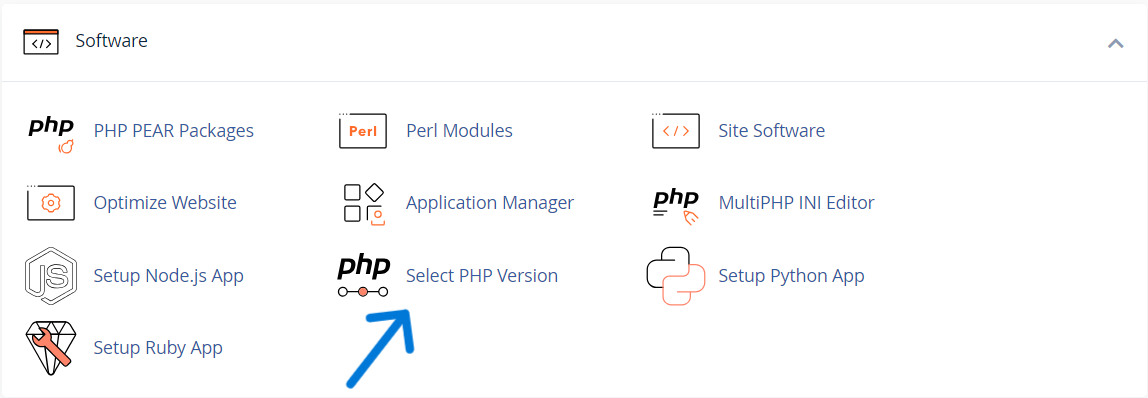 Software
php PHP PEAR Packages
Perl Perl Modules
</> Site Software
Optimize Website
Application Manager
php MultiPHP INI Editor
JS Setup Node.js App
php Select PHP Version
Setup Python App
Setup Ruby App